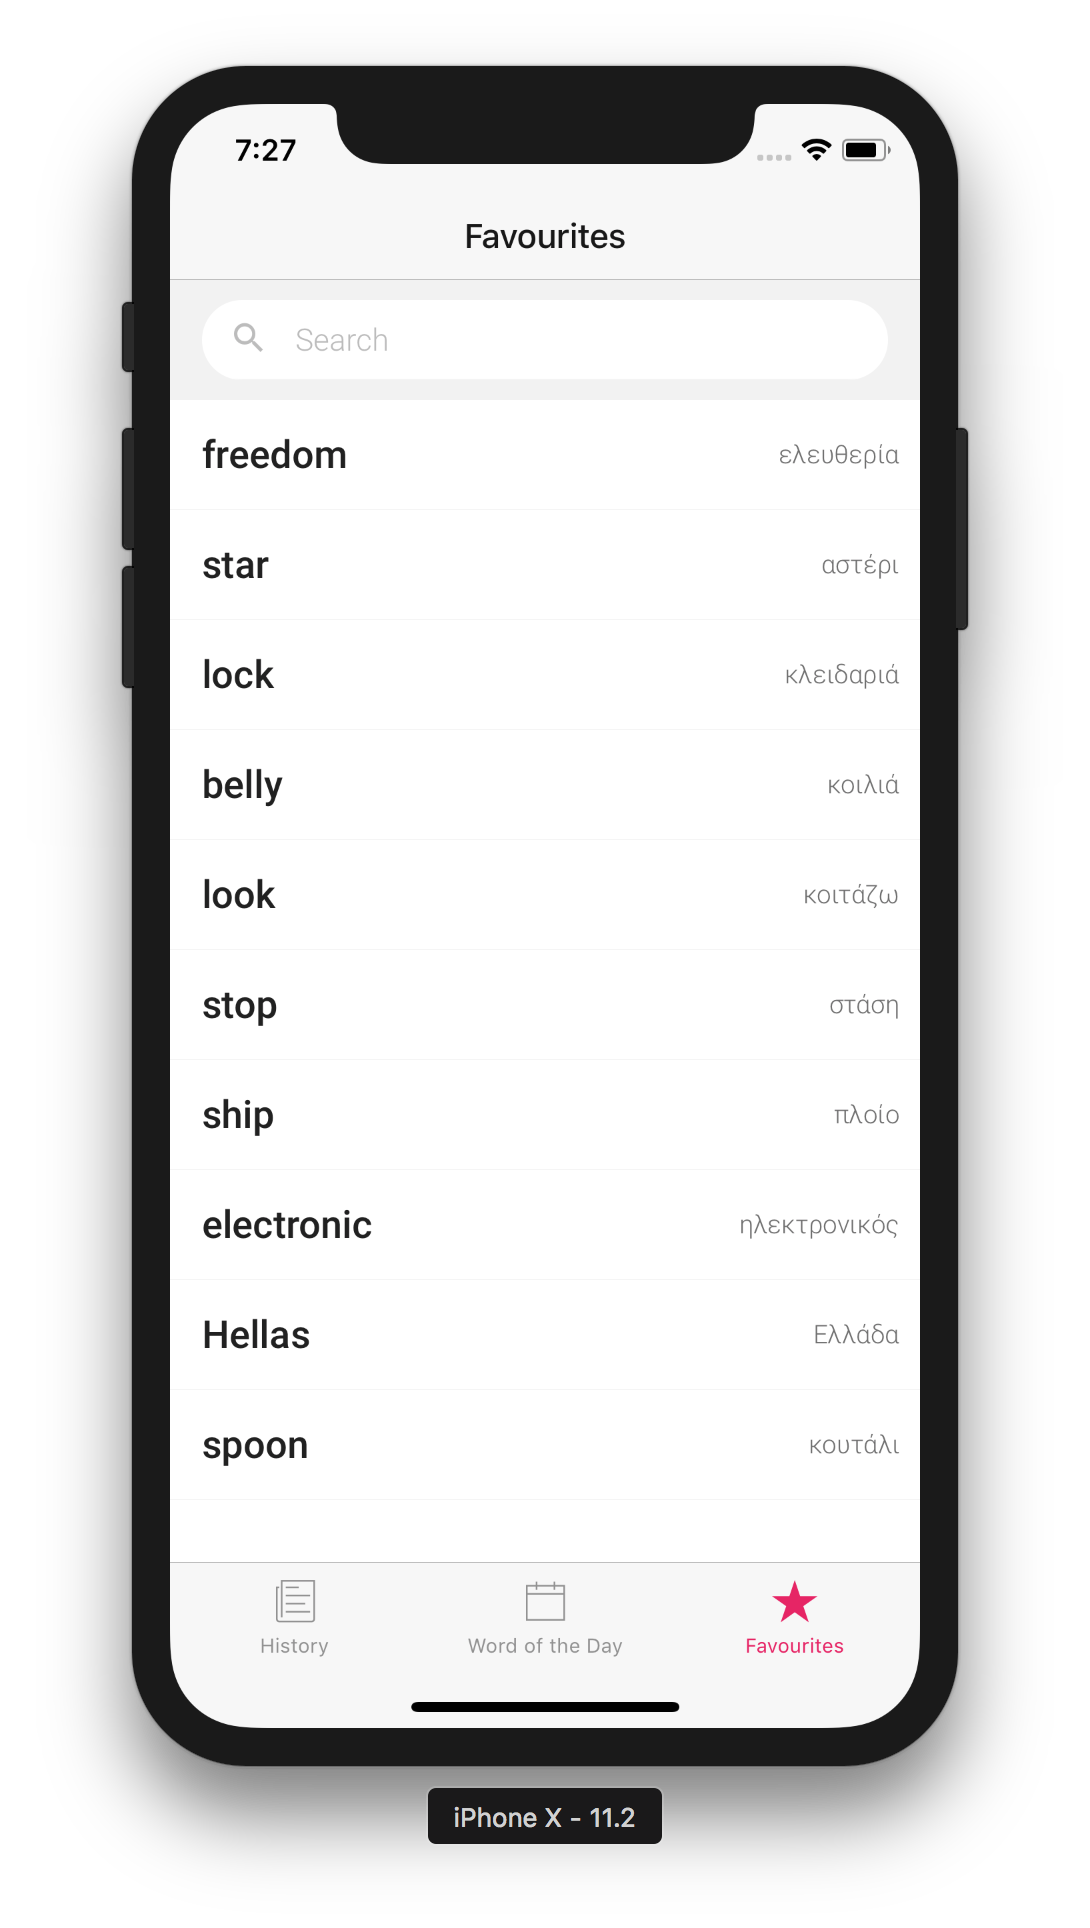 7:27
Favourites
Search
freedom ελευθερία
star αστέρι
lock κλειδαριά
belly κοιλιά
look κοιτάζω
stop στάση
ship πλοίο
electronic ηλεκτρονικός
Hellas Ελλάδα
spoon κουτάλι
History Word of the Day Favourites
iPhone X - 11.2